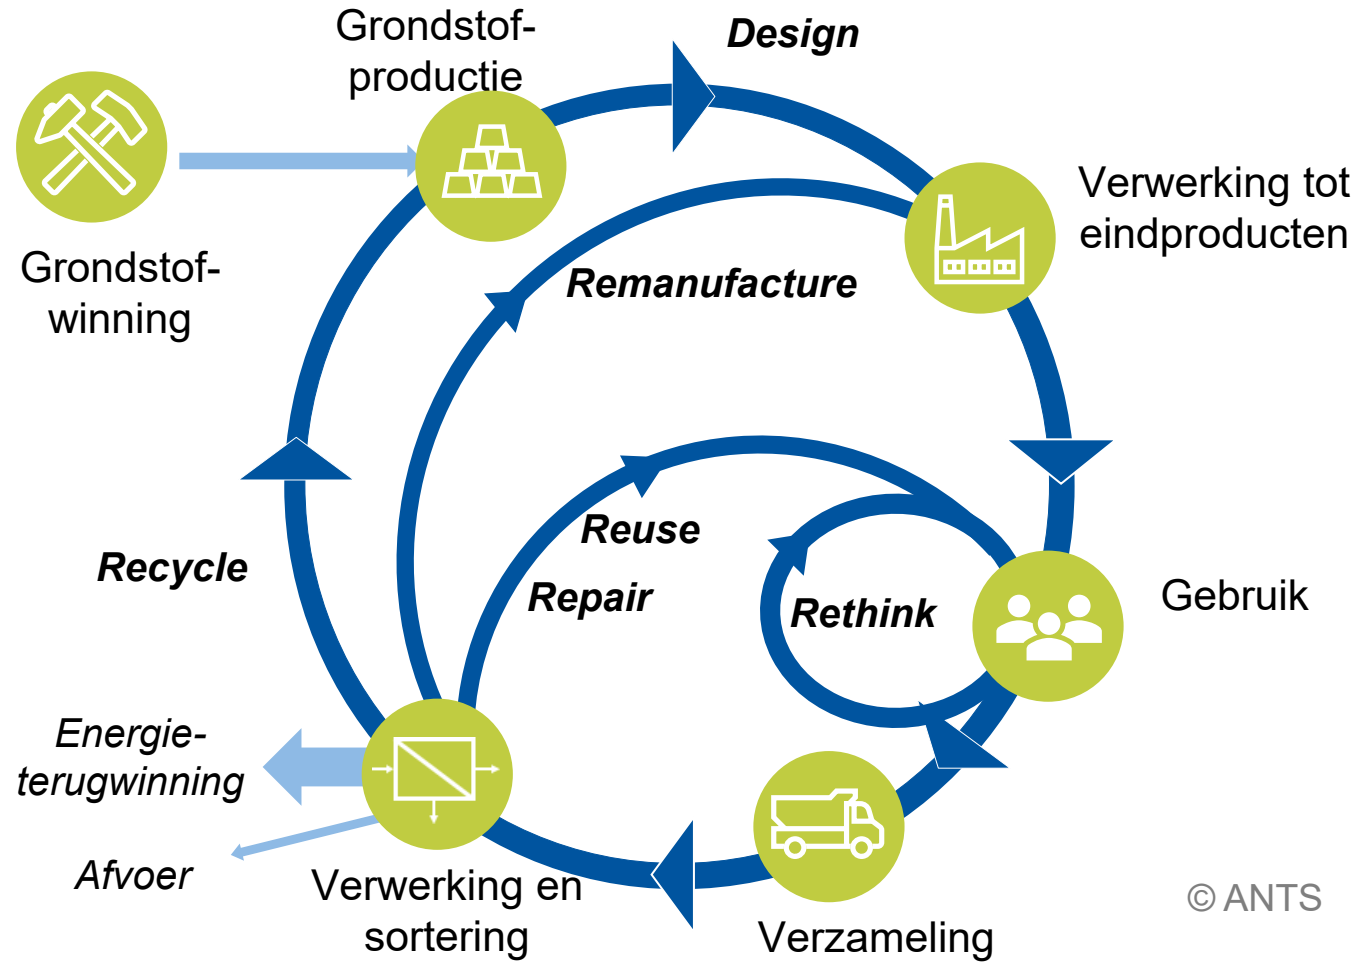 Grondstof-
productie
Design
Verwerking tot
eindproducten
Grondstof-
winning
Remanufacture
Reuse
Recycle
Repair
Rethink
Gebruik
Energie-
terugwinning
Afvoer
Verwerking en
sortering
Verzameling
© ANTS